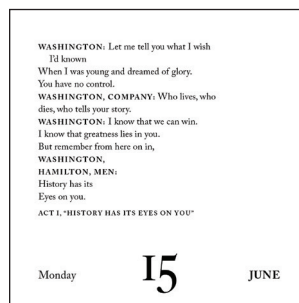 WASHINGTON: Let me tell you what I wish
I'd known
When I was young and dreamed of glory.
You have no control.
WASHINGTON, COMPANY: Who lives, who
dies, who tells your story.
WASHINGTON: I know that we can win.
I know that greatness lies in you.
But remember from here on in,
WASHINGTON,
HAMILTON, MEN:
History has its
Eyes on you.
ACT I, "HISTORY HAS ITS EYES ON YOU"
Monday 15 JUNE